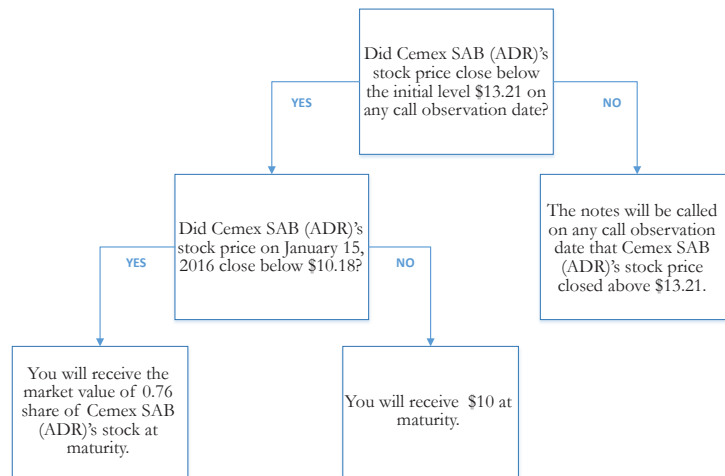 Did Cemex SAB (ADR)’s
stock price close below
the initial level $13.21 on
any call observation date?
YES
NO
Did Cemex SAB (ADR)’s
stock price on January 15,
2016 close below $10.18?
The notes will be called
on any call observation
date that Cemex SAB
(ADR)’s stock price
closed above $13.21.
YES
NO
You will receive the
market value of 0.76
share of Cemex SAB
(ADR)’s stock at
maturity.
You will receive $10 at
maturity.